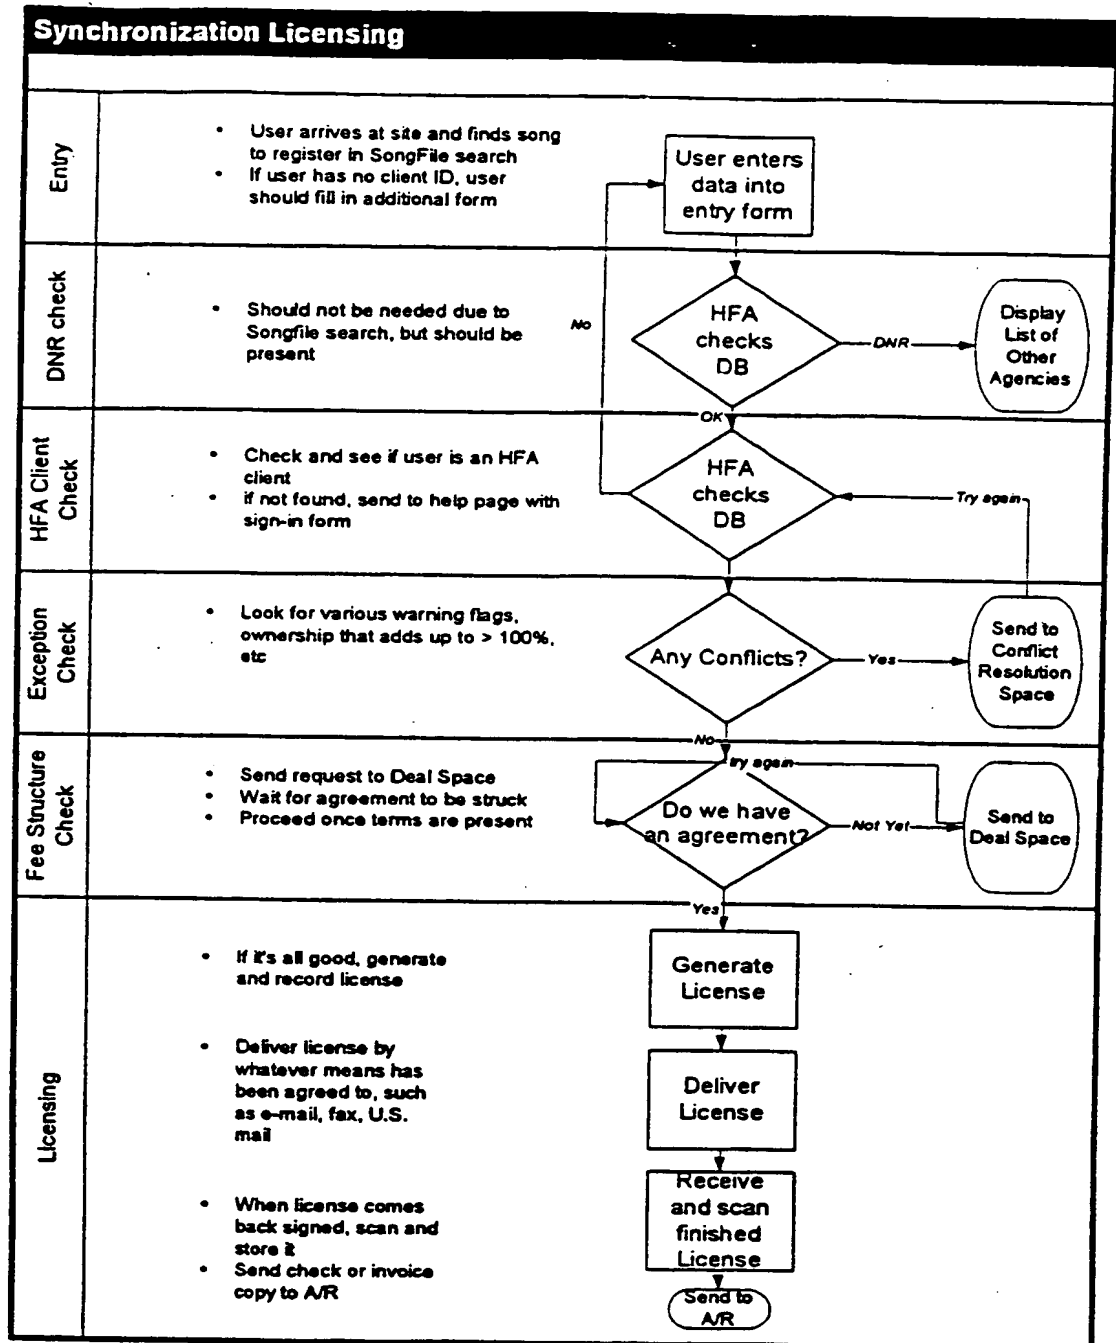 Synchronization Licensing
Entry
• User arrives at site and finds song
to register in SongFile search
• If user has no client ID, user
should fill in additional form
User enters
data into
entry form
DNR check
• Should not be needed due to
Songfile search, but should be
present
No
HFA
checks
DB
DNR
Display
List of
Other
Agencies
OK
HFA Client
Check
• Check and see if user is an HFA
client
• if not found, send to help page with
sign-in form
HFA
checks
DB
Try again
Exception
Check
• Look for various warning flags,
ownership that adds up to > 100%,
etc
Any Conflicts?
Yes
Send to
Conflict
Resolution
Space
No
Fee Structure
Check
• Send request to Deal Space
• Wait for agreement to be struck
• Proceed once terms are present
try again
Do we have
an agreement?
Not Yet
Send to
Deal Space
Yes
Licensing
• If it's all good, generate
and record license
Generate
License
• Deliver license by
whatever means has
been agreed to, such
as e-mail, fax, U.S.
mail
Deliver
License
• When license comes
back signed, scan and
store it
• Send check or invoice
copy to A/R
Receive
and scan
finished
License
Send to
A/R